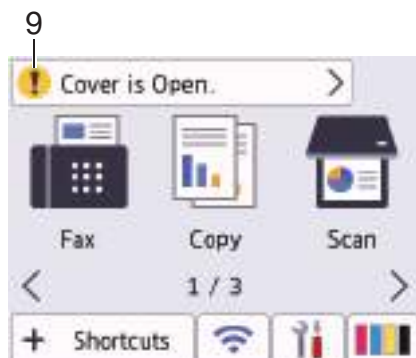 9
! Cover is Open. >
Fax Copy Scan
< 1 / 3 >
+ Shortcuts